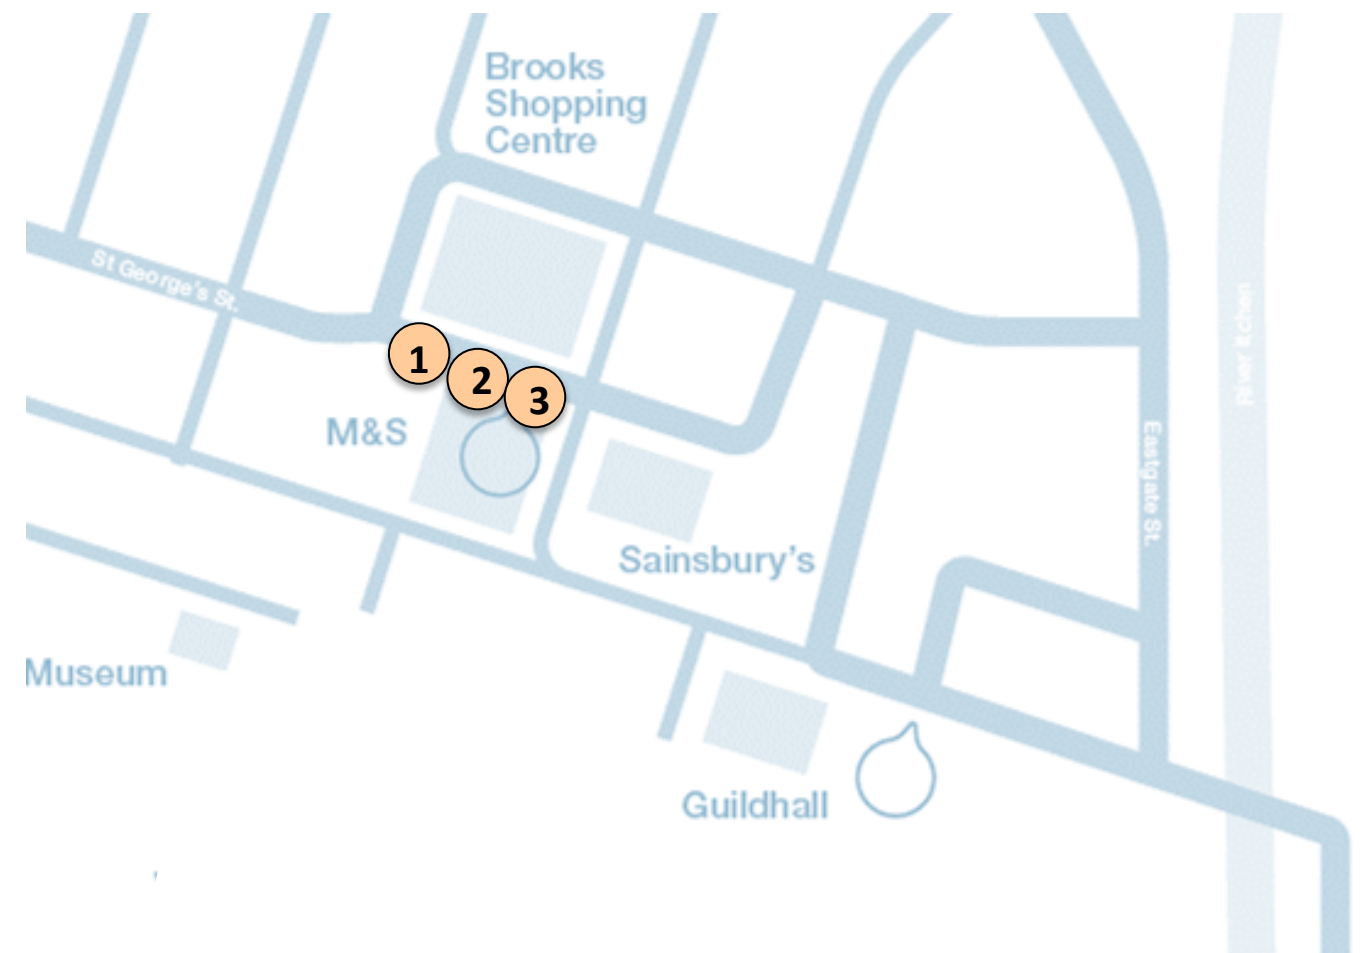 Brooks
Shopping
Centre
St George's St.
1
2
3
M&S
River Itchen
Eastgate St.
Sainsbury's
Museum
Guildhall